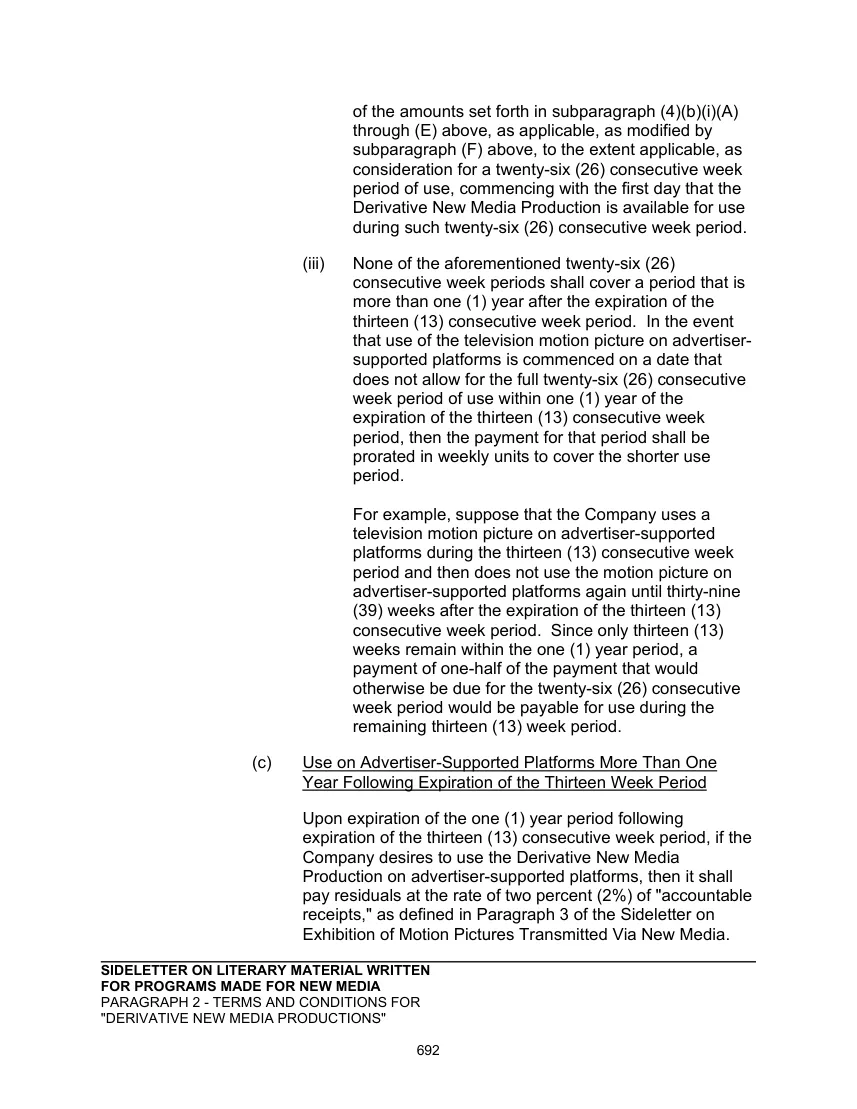 of the amounts set forth in subparagraph (4)(b)(i)(A)
through (E) above, as applicable, as modified by
subparagraph (F) above, to the extent applicable, as
consideration for a twenty-six (26) consecutive week
period of use, commencing with the first day that the
Derivative New Media Production is available for use
during such twenty-six (26) consecutive week period.
(iii) None of the aforementioned twenty-six (26)
consecutive week periods shall cover a period that is
more than one (1) year after the expiration of the
thirteen (13) consecutive week period. In the event
that use of the television motion picture on advertiser-
supported platforms is commenced on a date that
does not allow for the full twenty-six (26) consecutive
week period of use within one (1) year of the
expiration of the thirteen (13) consecutive week
period, then the payment for that period shall be
prorated in weekly units to cover the shorter use
period.
For example, suppose that the Company uses a
television motion picture on advertiser-supported
platforms during the thirteen (13) consecutive week
period and then does not use the motion picture on
advertiser-supported platforms again until thirty-nine
(39) weeks after the expiration of the thirteen (13)
consecutive week period. Since only thirteen (13)
weeks remain within the one (1) year period, a
payment of one-half of the payment that would
otherwise be due for the twenty-six (26) consecutive
week period would be payable for use during the
remaining thirteen (13) week period.
(c) Use on Advertiser-Supported Platforms More Than One
Year Following Expiration of the Thirteen Week Period
Upon expiration of the one (1) year period following
expiration of the thirteen (13) consecutive week period, if the
Company desires to use the Derivative New Media
Production on advertiser-supported platforms, then it shall
pay residuals at the rate of two percent (2%) of "accountable
receipts," as defined in Paragraph 3 of the Sideletter on
Exhibition of Motion Pictures Transmitted Via New Media.
SIDELETTER ON LITERARY MATERIAL WRITTEN
FOR PROGRAMS MADE FOR NEW MEDIA
PARAGRAPH 2 - TERMS AND CONDITIONS FOR
"DERIVATIVE NEW MEDIA PRODUCTIONS"
692